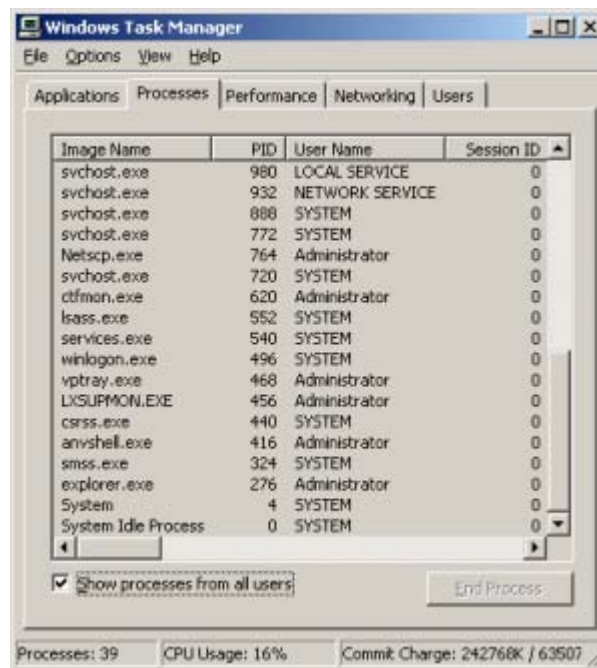 Windows Task Manager
File Options View Help
Applications Processes Performance Networking Users
Image Name PID User Name Session ID
svchost.exe 980 LOCAL SERVICE 0
svchost.exe 932 NETWORK SERVICE 0
svchost.exe 888 SYSTEM 0
svchost.exe 772 SYSTEM 0
Netscp.exe 764 Administrator 0
svchost.exe 720 SYSTEM 0
ctfmon.exe 620 Administrator 0
lsass.exe 552 SYSTEM 0
services.exe 540 SYSTEM 0
winlogon.exe 496 SYSTEM 0
vptray.exe 468 Administrator 0
LXSUPMON.EXE 456 Administrator 0
csrss.exe 440 SYSTEM 0
anvshell.exe 416 Administrator 0
smss.exe 324 SYSTEM 0
explorer.exe 276 Administrator 0
System 4 SYSTEM 0
System Idle Process 0 SYSTEM 0
Show processes from all users End Process
Processes: 39 CPU Usage: 16% Commit Charge: 242768K / 63507